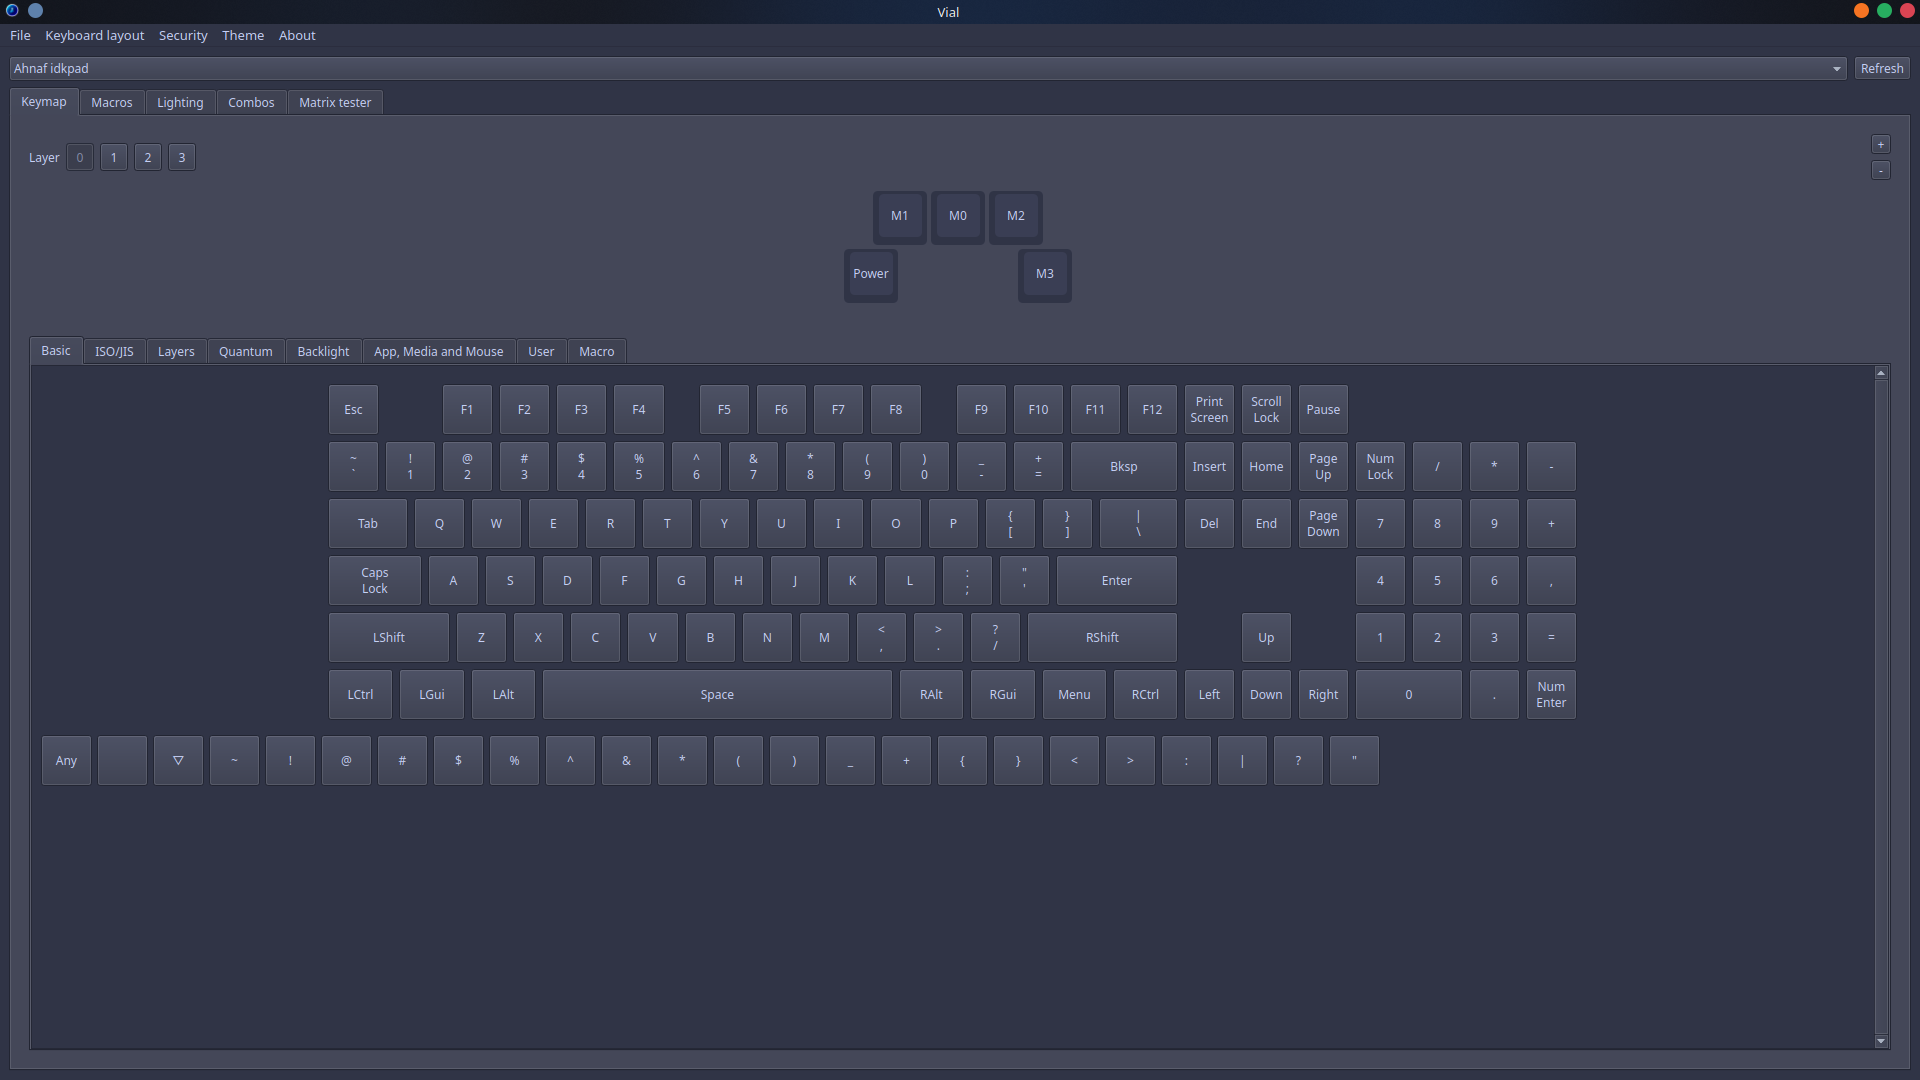 Vial
File Keyboard layout Security Theme About
Ahnaf idkpad Refresh
Keymap Macros Lighting Combos Matrix tester
Layer 0 1 2 3
+
-
M1 M0 M2
Power M3
Basic ISO/JIS Layers Quantum Backlight App, Media and Mouse User Macro
Esc F1 F2 F3 F4 F5 F6 F7 F8 F9 F10 F11 F12 Print Screen Scroll Lock Pause
~ ` ! 1 @ 2 # 3 $ 4 % 5 ^ 6 & 7 * 8 ( 9 ) 0 _ - + = Bksp Insert Home Page Up Num Lock / * -
Tab Q W E R T Y U I O P { [ } ] | \ Del End Page Down 7 8 9 +
Caps Lock A S D F G H J K L : ; " ' Enter 4 5 6 ,
LShift Z X C V B N M < , > . ? / RShift Up 1 2 3 =
LCtrl LGui LAlt Space RAlt RGui Menu RCtrl Left Down Right 0 . Num Enter
Any ▽ ~ ! @ # $ % ^ & * ( ) _ + { } < > : | ? "